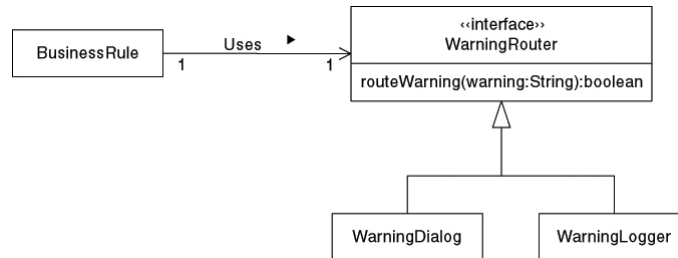 ‹‹interface››
WarningRouter
BusinessRule
Uses ▶
1
1
routeWarning(warning:String):boolean
WarningDialog
WarningLogger